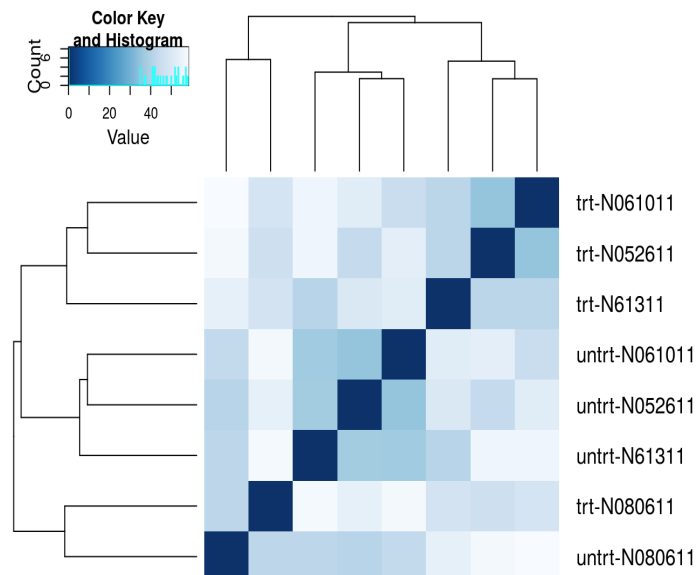 Color Key
and Histogram
Count
0 6
0 20 40
Value
trt-N061011
trt-N052611
trt-N61311
untrt-N061011
untrt-N052611
untrt-N61311
trt-N080611
untrt-N080611